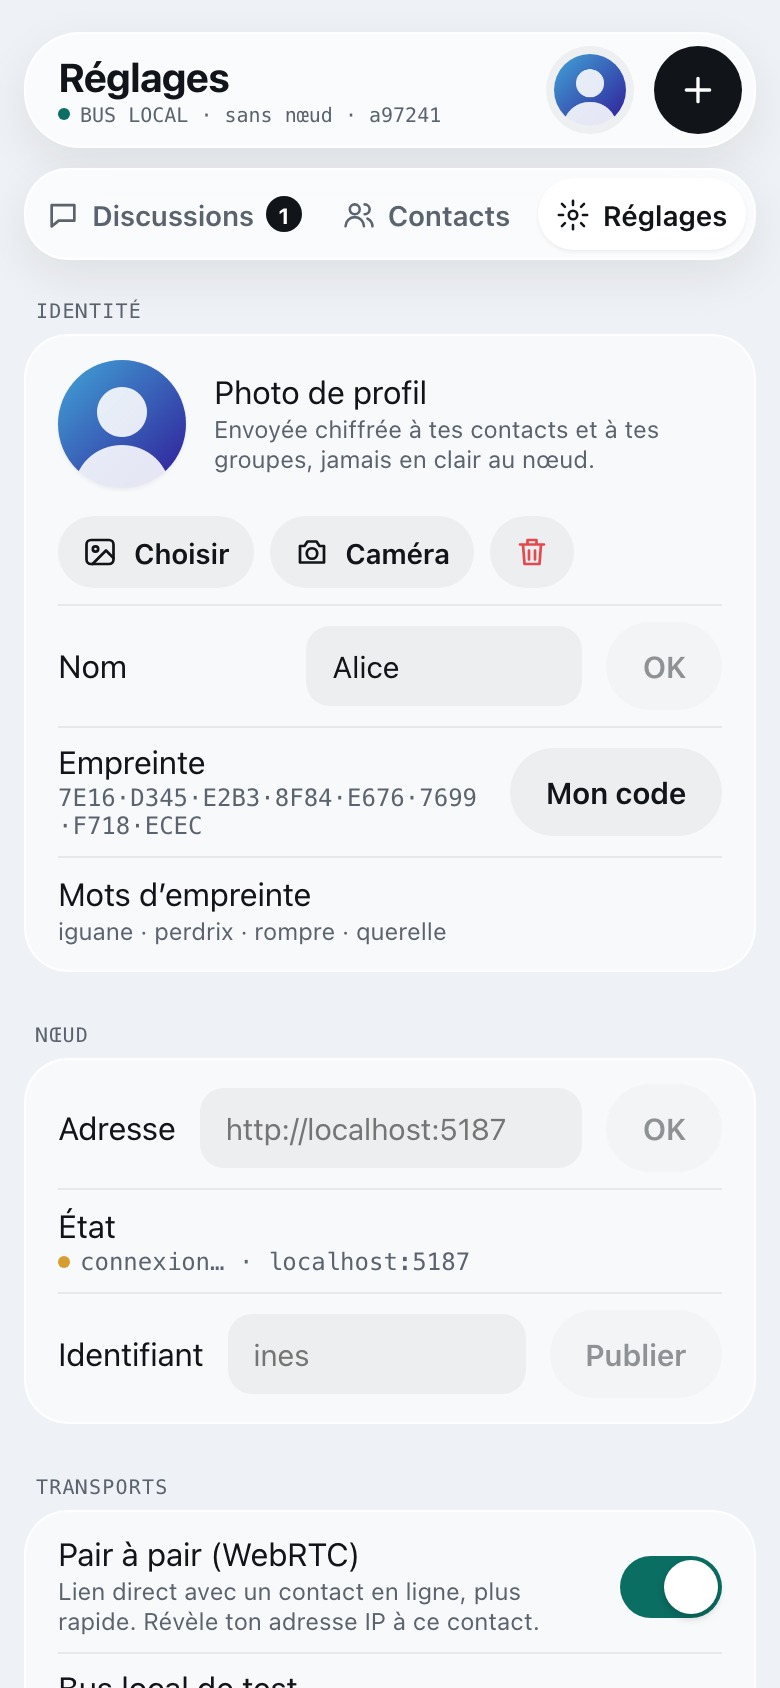 Réglages
BUS LOCAL · sans nœud · a97241
Discussions 1 Contacts Réglages
IDENTITÉ
Photo de profil
Envoyée chiffrée à tes contacts et à tes
groupes, jamais en clair au nœud.
Choisir Caméra
Nom Alice OK
Empreinte
7E16·D345·E2B3·8F84·E676·7699
·F718·ECEC
Mon code
Mots d’empreinte
iguane · perdrix · rompre · querelle
NŒUD
Adresse http://localhost:5187 OK
État
connexion… · localhost:5187
Identifiant ines Publier
TRANSPORTS
Pair à pair (WebRTC)
Lien direct avec un contact en ligne, plus
rapide. Révèle ton adresse IP à ce contact.
Bus local de test